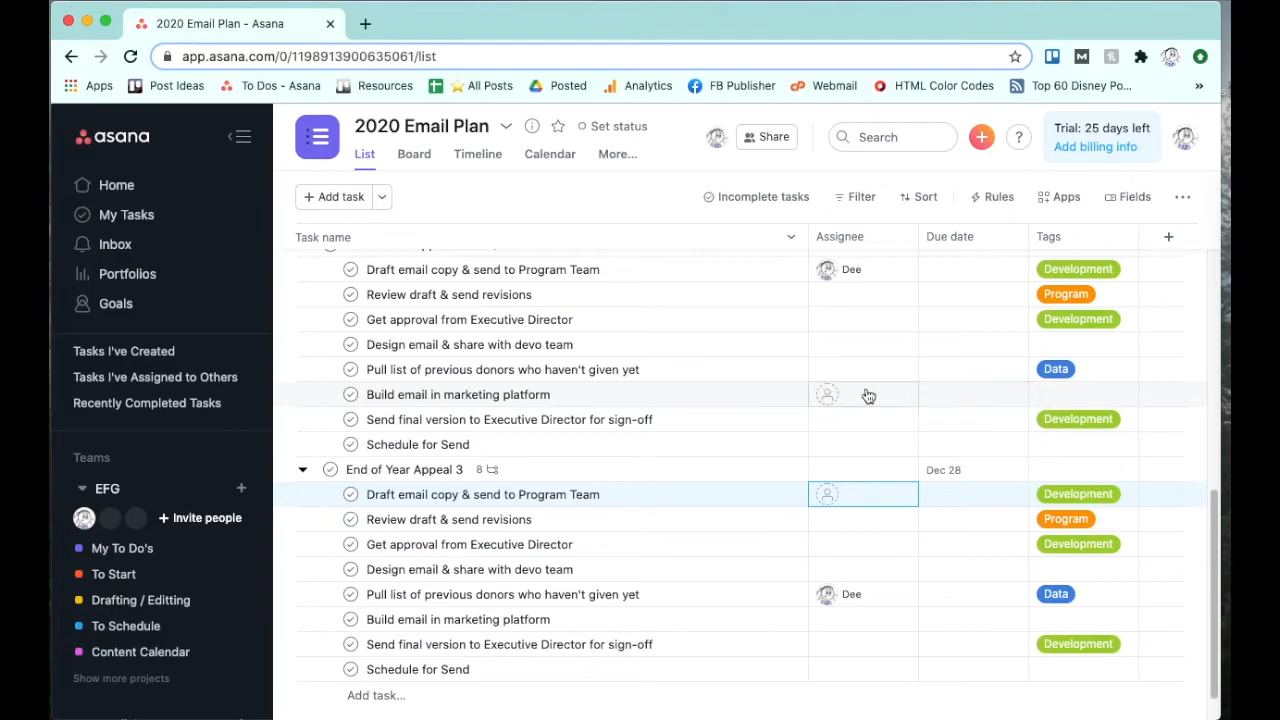 2020 Email Plan - Asana
app.asana.com/0/1198913900635061/list
Apps Post Ideas To Dos - Asana Resources All Posts Posted Analytics FB Publisher Webmail HTML Color Codes Top 60 Disney Po... »
asana
2020 Email Plan Set status Share Search ? Trial: 25 days left
Add billing info
List Board Timeline Calendar More...
+ Add task Incomplete tasks Filter Sort Rules Apps Fields
Task name Assignee Due date Tags
Draft email copy & send to Program Team Dee Development
Review draft & send revisions Program
Get approval from Executive Director Development
Design email & share with devo team
Pull list of previous donors who haven't given yet Data
Build email in marketing platform
Send final version to Executive Director for sign-off Development
Schedule for Send
End of Year Appeal 3 8 Dec 28
Draft email copy & send to Program Team Development
Review draft & send revisions Program
Get approval from Executive Director Development
Design email & share with devo team
Pull list of previous donors who haven't given yet Dee Data
Build email in marketing platform
Send final version to Executive Director for sign-off Development
Schedule for Send
Add task...
Home
My Tasks
Inbox
Portfolios
Goals
Tasks I've Created
Tasks I've Assigned to Others
Recently Completed Tasks
Teams
EFG
+ Invite people
My To Do's
To Start
Drafting / Editing
To Schedule
Content Calendar
Show more projects